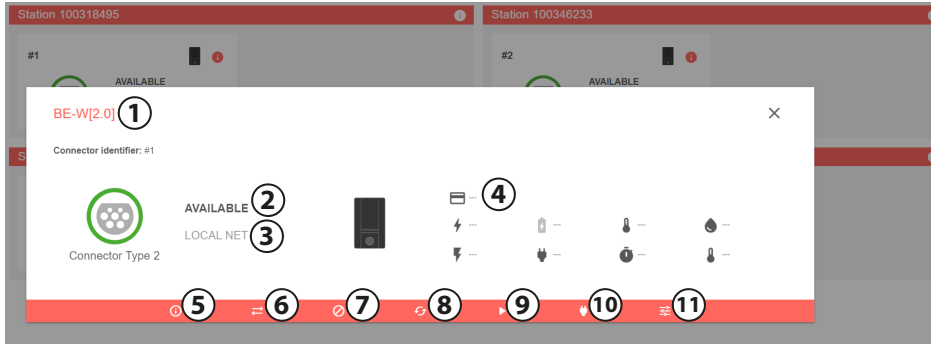 Station 100318495
Station 100346233
#1
#2
AVAILABLE
AVAILABLE
BE-W[2.0] 1
Connector identifier: #1
4 ---
AVAILABLE 2
LOCAL NET 3
--- --- --- ---
--- --- --- ---
Connector Type 2
5 6 7 8 9 10 11